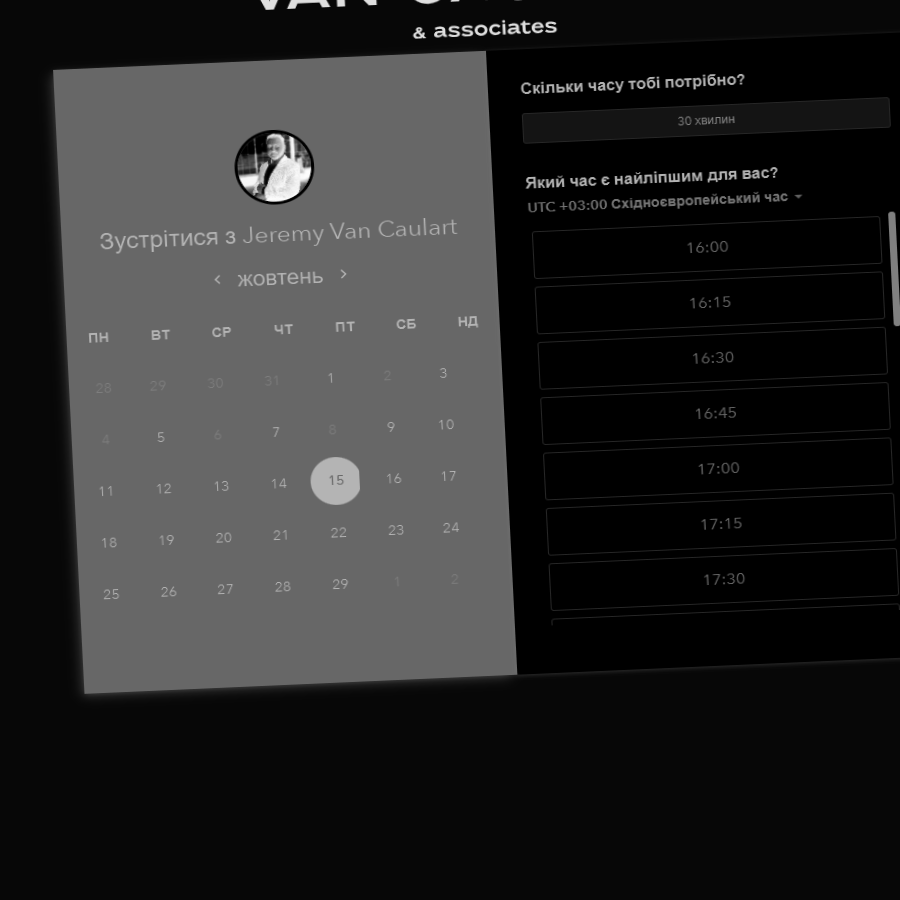 & associates
Зустрітися з Jeremy Van Caulart
‹ жовтень ›
ПН ВТ СР ЧТ ПТ СБ НД
28 29 30 31 1 2 3
4 5 6 7 8 9 10
11 12 13 14 15 16 17
18 19 20 21 22 23 24
25 26 27 28 29 1 2
Скільки часу тобі потрібно?
30 хвилин
Який час є найліпшим для вас?
UTC +03:00 Східноєвропейський час
16:00
16:15
16:30
16:45
17:00
17:15
17:30